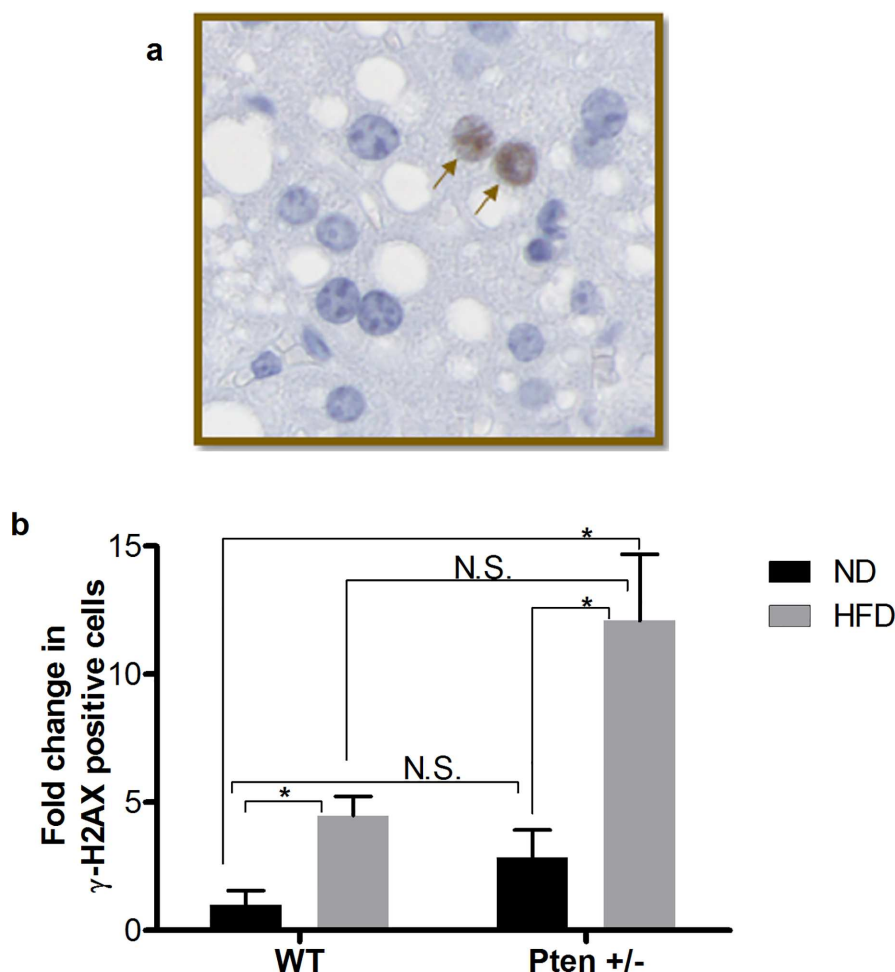 a
b
15
10
5
0
Fold change in
γ-H2AX positive cells
*
N.S.
*
N.S.
*
ND
HFD
WT
Pten +/-